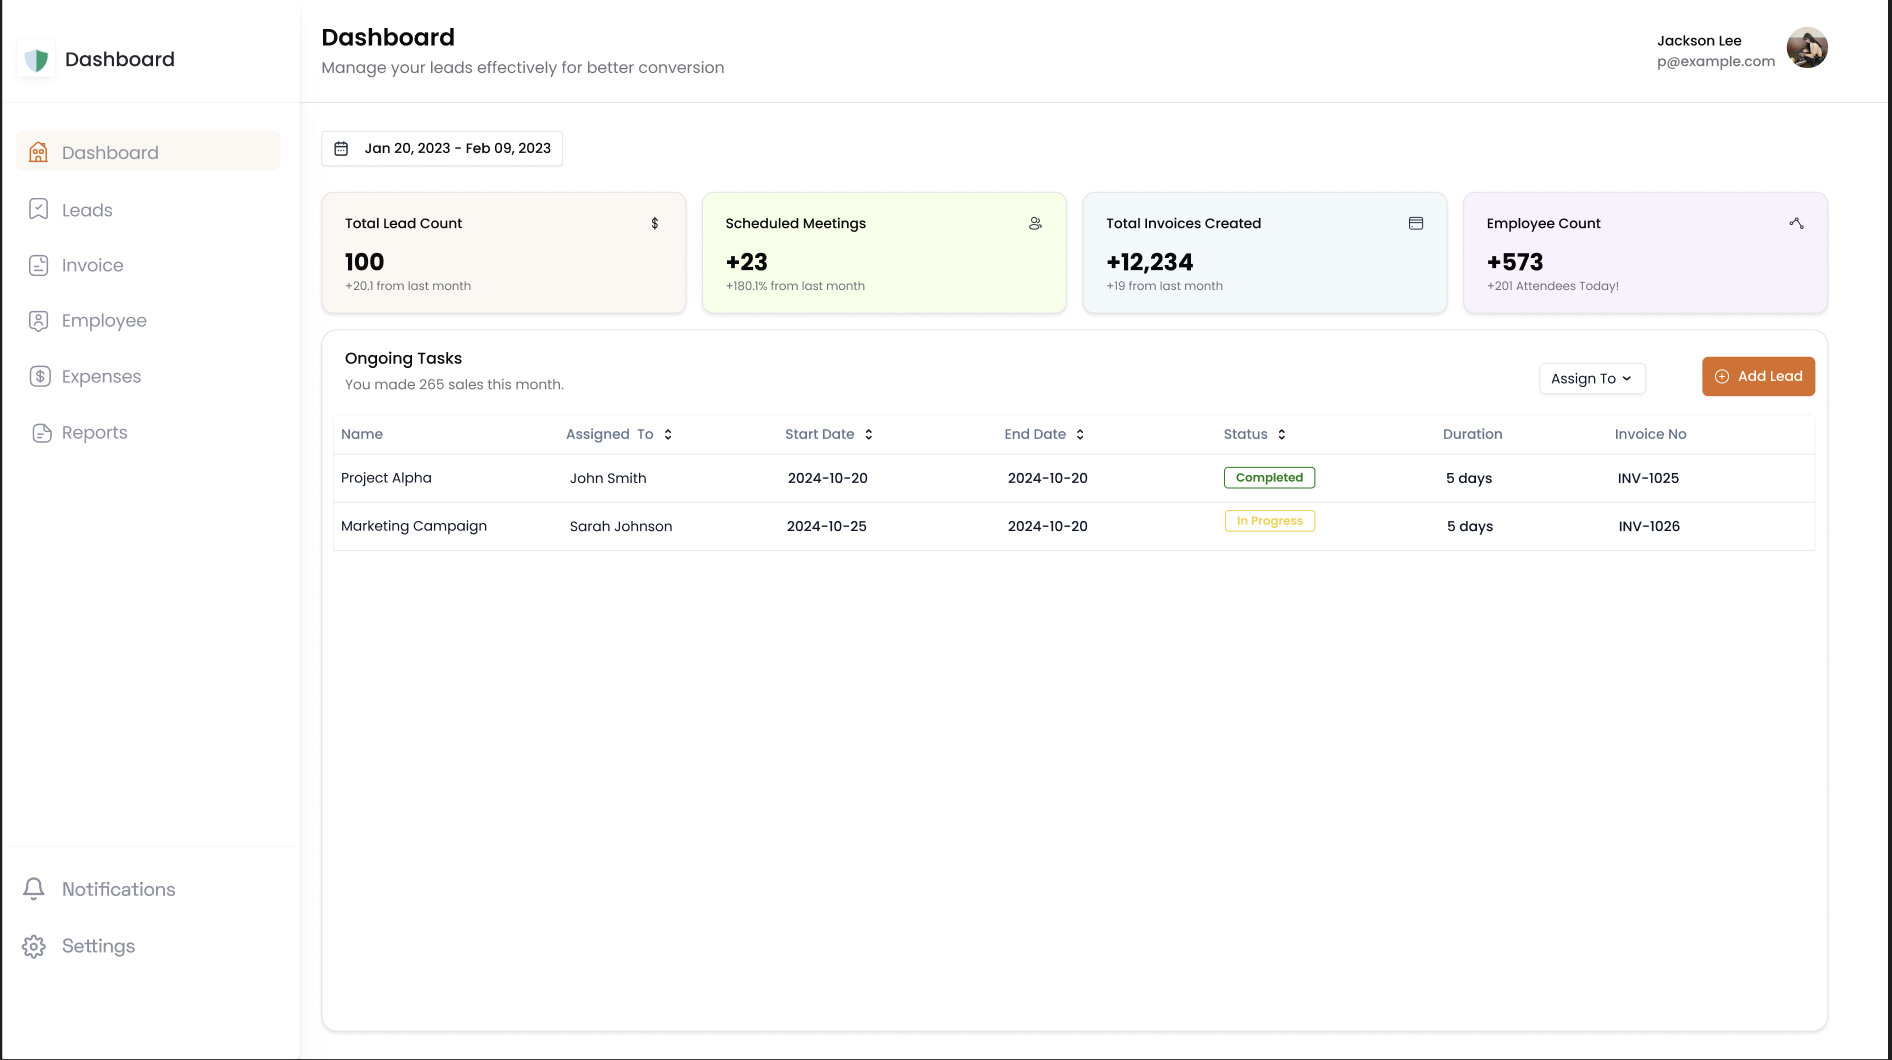 Dashboard
Dashboard
Manage your leads effectively for better conversion
Jackson Lee
p@example.com
Dashboard
Leads
Invoice
Employee
Expenses
Reports
Notifications
Settings
Jan 20, 2023 - Feb 09, 2023
Total Lead Count $
100
+20.1 from last month
Scheduled Meetings
+23
+180.1% from last month
Total Invoices Created
+12,234
+19 from last month
Employee Count
+573
+201 Attendees Today!
Ongoing Tasks
You made 265 sales this month.
Assign To
Add Lead
Name Assigned To Start Date End Date Status Duration Invoice No
Project Alpha John Smith 2024-10-20 2024-10-20 Completed 5 days INV-1025
Marketing Campaign Sarah Johnson 2024-10-25 2024-10-20 In Progress 5 days INV-1026